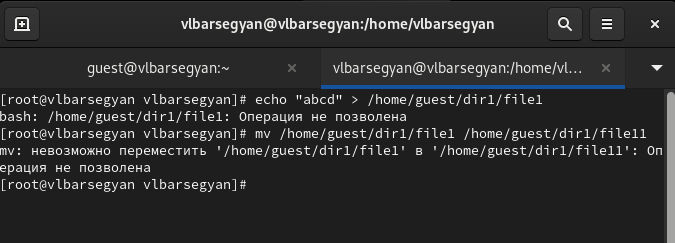 vlbarsegyan@vlbarsegyan:/home/vlbarsegyan
guest@vlbarsegyan:~
vlbarsegyan@vlbarsegyan:/home/vl...
[root@vlbarsegyan vlbarsegyan]# echo "abcd" > /home/guest/dir1/file1
bash: /home/guest/dir1/file1: Операция не позволена
[root@vlbarsegyan vlbarsegyan]# mv /home/guest/dir1/file1 /home/guest/dir1/file11
mv: невозможно переместить '/home/guest/dir1/file1' в '/home/guest/dir1/file11': Оп
ерация не позволена
[root@vlbarsegyan vlbarsegyan]#